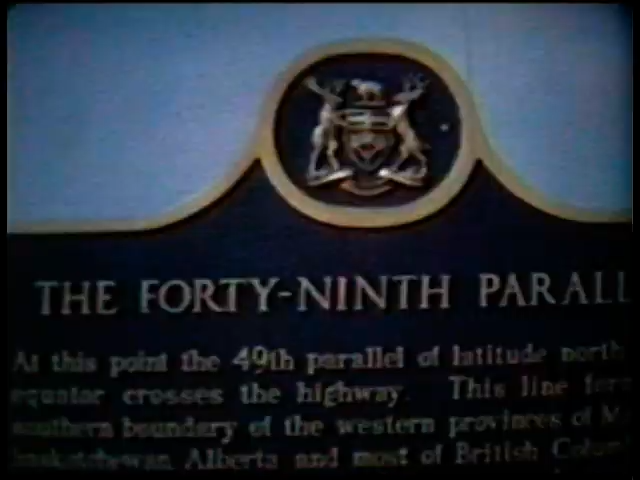 THE FORTY-NINTH PARALL
At this point the 49th parallel of latitude north
equator crosses the highway. This line for
southern boundary of the western provinces of M
Saskatchewan Alberta and most of British Colum